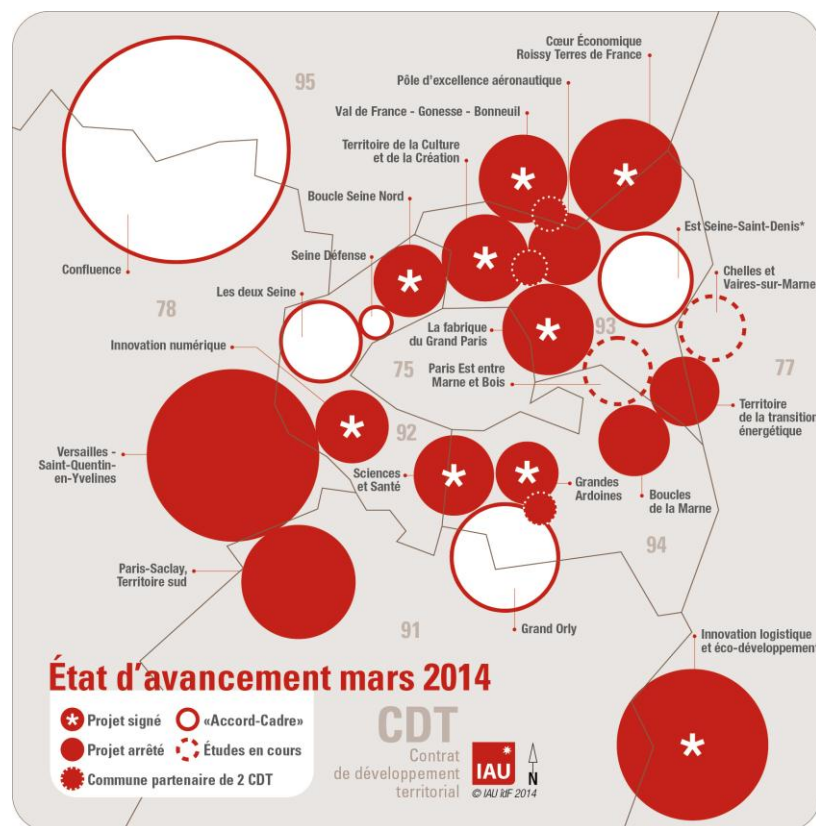 Cœur Économique
Roissy Terres de France
95
Pôle d'excellence aéronautique
Val de France - Gonesse - Bonneuil
Territoire de la Culture
et de la Création
Boucle Seine Nord
*
*
Est Seine-Saint-Denis*
Seine Défense
*
*
Confluence
Chelles et
Vaires-sur-Marne
78
Les deux Seine
La fabrique
du Grand Paris
*
93
Innovation numérique
75
Paris Est entre
Marne et Bois
77
Territoire
de la transition
énergétique
*
92
Versailles -
Saint-Quentin-
en-Yvelines
Sciences
et Santé
*
*
Grandes
Ardoines
Boucles
de la Marne
94
Paris-Saclay,
Territoire sud
91
Grand Orly
Innovation logistique
et éco-développement
*
État d'avancement mars 2014
* Projet signé
«Accord-Cadre»
Projet arrêté
Études en cours
Commune partenaire de 2 CDT
CDT
Contrat
de développement
territorial
*
IAU
N
© IAU îdF 2014